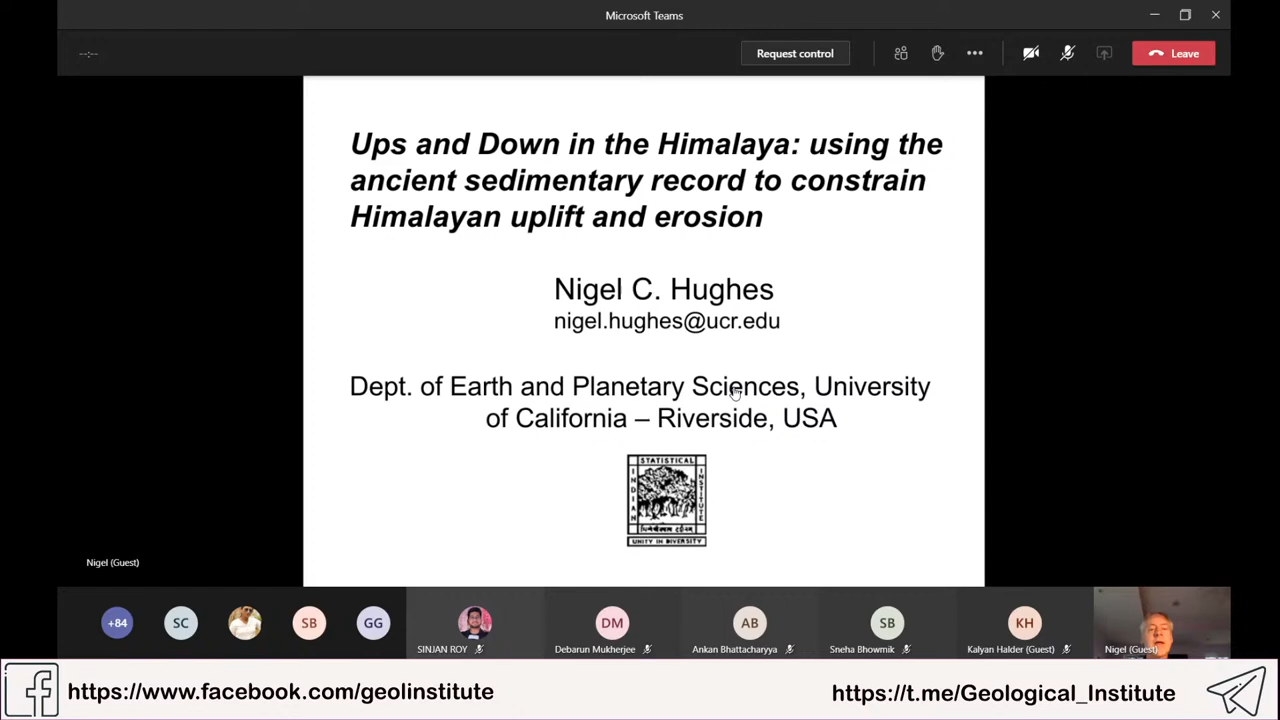 Microsoft Teams
--:--
Request control
Leave
Ups and Down in the Himalaya: using the
ancient sedimentary record to constrain
Himalayan uplift and erosion
Nigel C. Hughes
nigel.hughes@ucr.edu
Dept. of Earth and Planetary Sciences, University
of California – Riverside, USA
STATISTICAL
INDIAN
INSTITUTE
UNITY IN DIVERSITY
Nigel (Guest)
+84
SC
SB
GG
SINJAN ROY
DM
Debarun Mukherjee
AB
Ankan Bhattacharyya
SB
Sneha Bhowmik
KH
Kalyan Halder (Guest)
Nigel (Guest)
https://www.facebook.com/geolinstitute
https://t.me/Geological_Institute